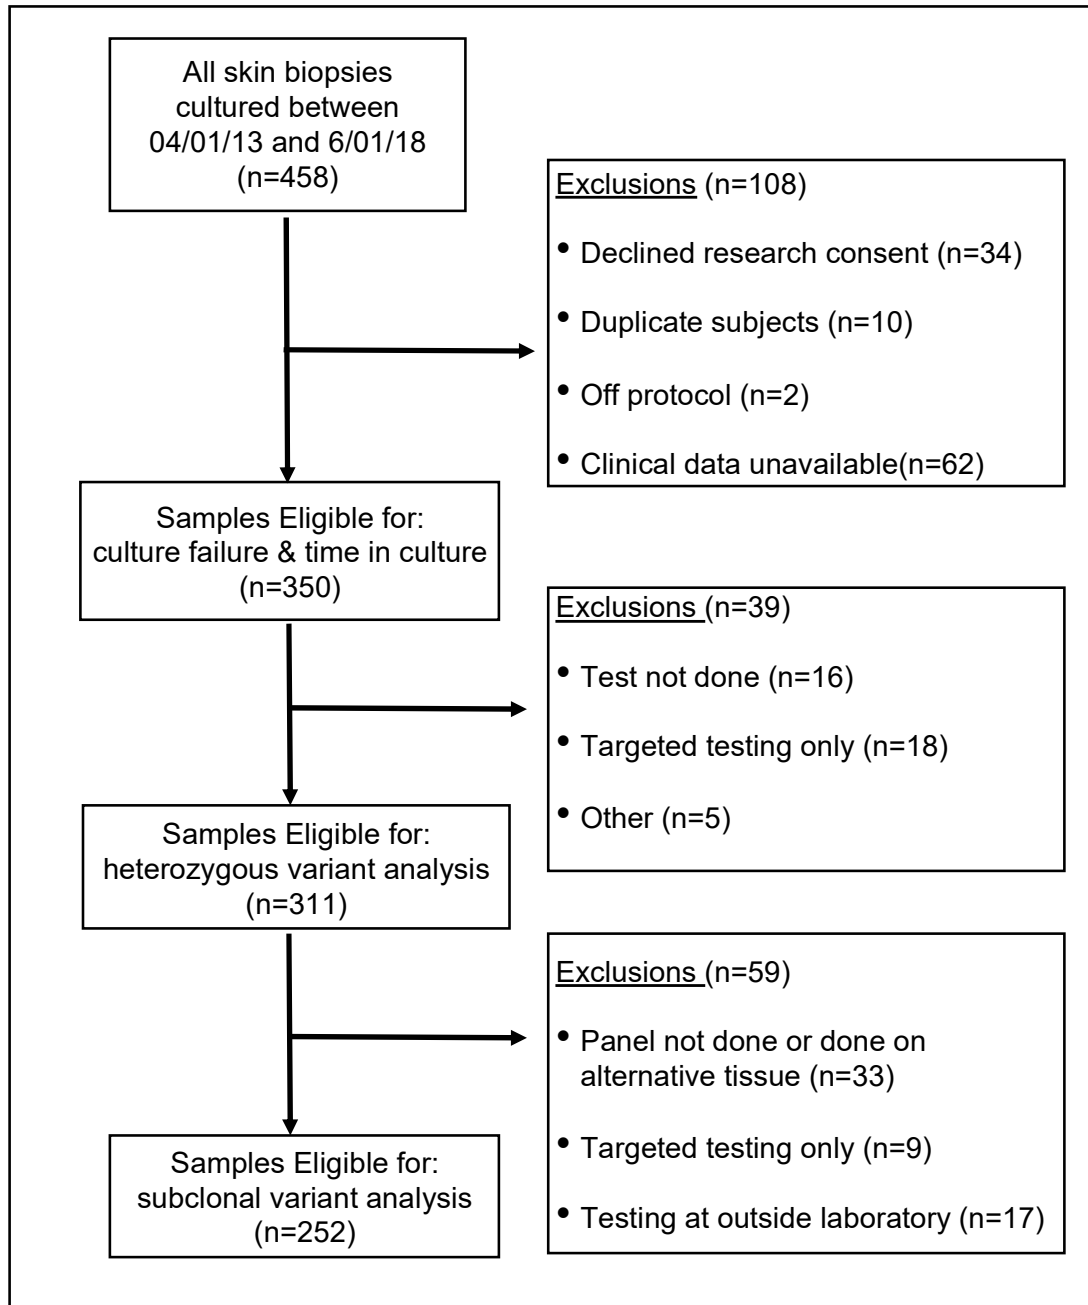 All skin biopsies
cultured between
04/01/13 and 6/01/18
(n=458)
Exclusions (n=108)
• Declined research consent (n=34)
• Duplicate subjects (n=10)
• Off protocol (n=2)
• Clinical data unavailable(n=62)
Samples Eligible for:
culture failure & time in culture
(n=350)
Exclusions (n=39)
• Test not done (n=16)
• Targeted testing only (n=18)
• Other (n=5)
Samples Eligible for:
heterozygous variant analysis
(n=311)
Exclusions (n=59)
• Panel not done or done on
alternative tissue (n=33)
• Targeted testing only (n=9)
• Testing at outside laboratory (n=17)
Samples Eligible for:
subclonal variant analysis
(n=252)